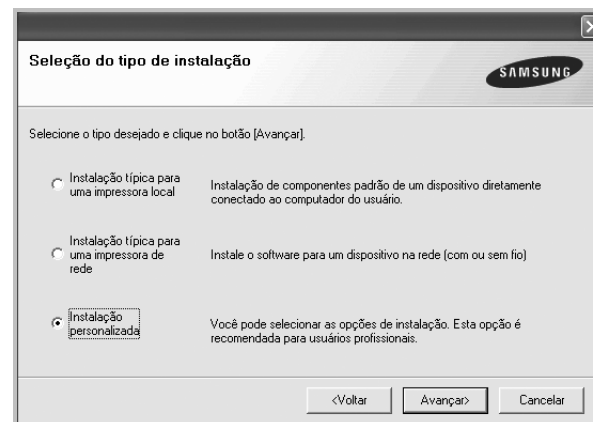 Seleção do tipo de instalação
SAMSUNG
Selecione o tipo desejado e clique no botão [Avançar].
Instalação típica para
uma impressora local
Instalação de componentes padrão de um dispositivo diretamente
conectado ao computador do usuário.
Instalação típica para
uma impressora de
rede
Instale o software para um dispositivo na rede (com ou sem fio)
Instalação
personalizada
Você pode selecionar as opções de instalação. Esta opção é
recomendada para usuários profissionais.
<Voltar
Avançar>
Cancelar